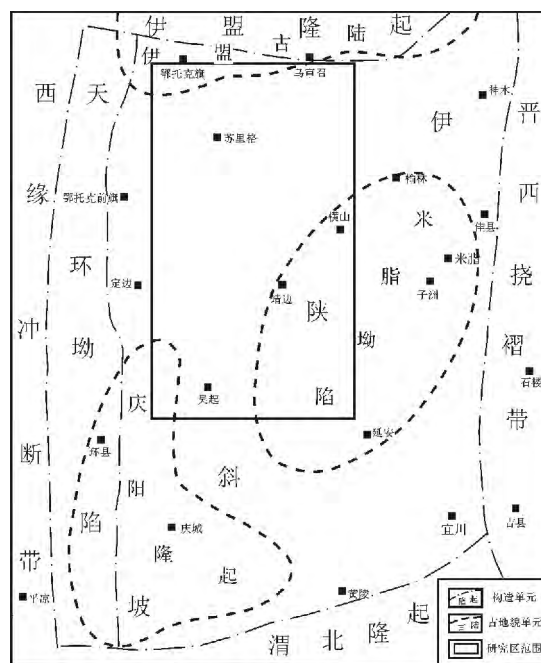 伊盟隆起
伊盟古陆
鄂托克旗
乌审召
神木
西缘冲断带
天环坳陷
苏里格
伊陕斜坡
晋西挠褶带
鄂托克前旗
榆林
横山
佳县
米脂坳陷
米脂
子洲
定边
靖边
吴起
石楼
庆阳隆起
环县
延安
庆城
宜川
吉县
平凉
黄陵
渭北隆起
构造单元
古地貌单元
研究区范围